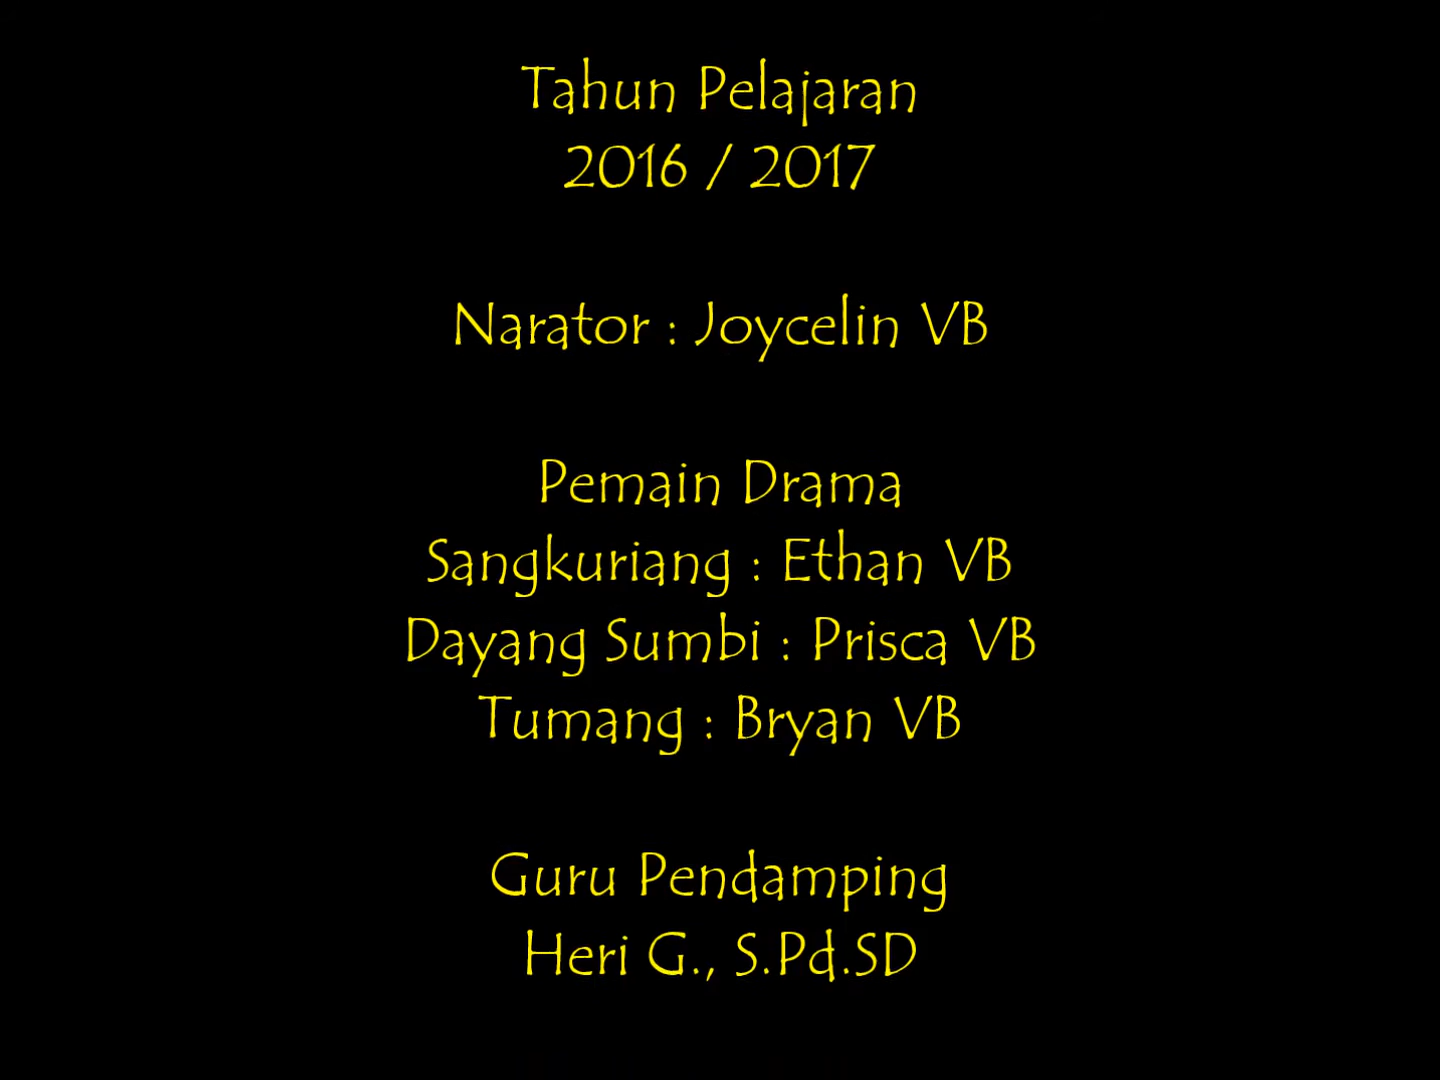 Tahun Pelajaran
2016 / 2017
Narator : Joycelin VB
Pemain Drama
Sangkuriang : Ethan VB
Dayang Sumbi : Prisca VB
Tumang : Bryan VB
Guru Pendamping
Heri G., S.Pd.SD